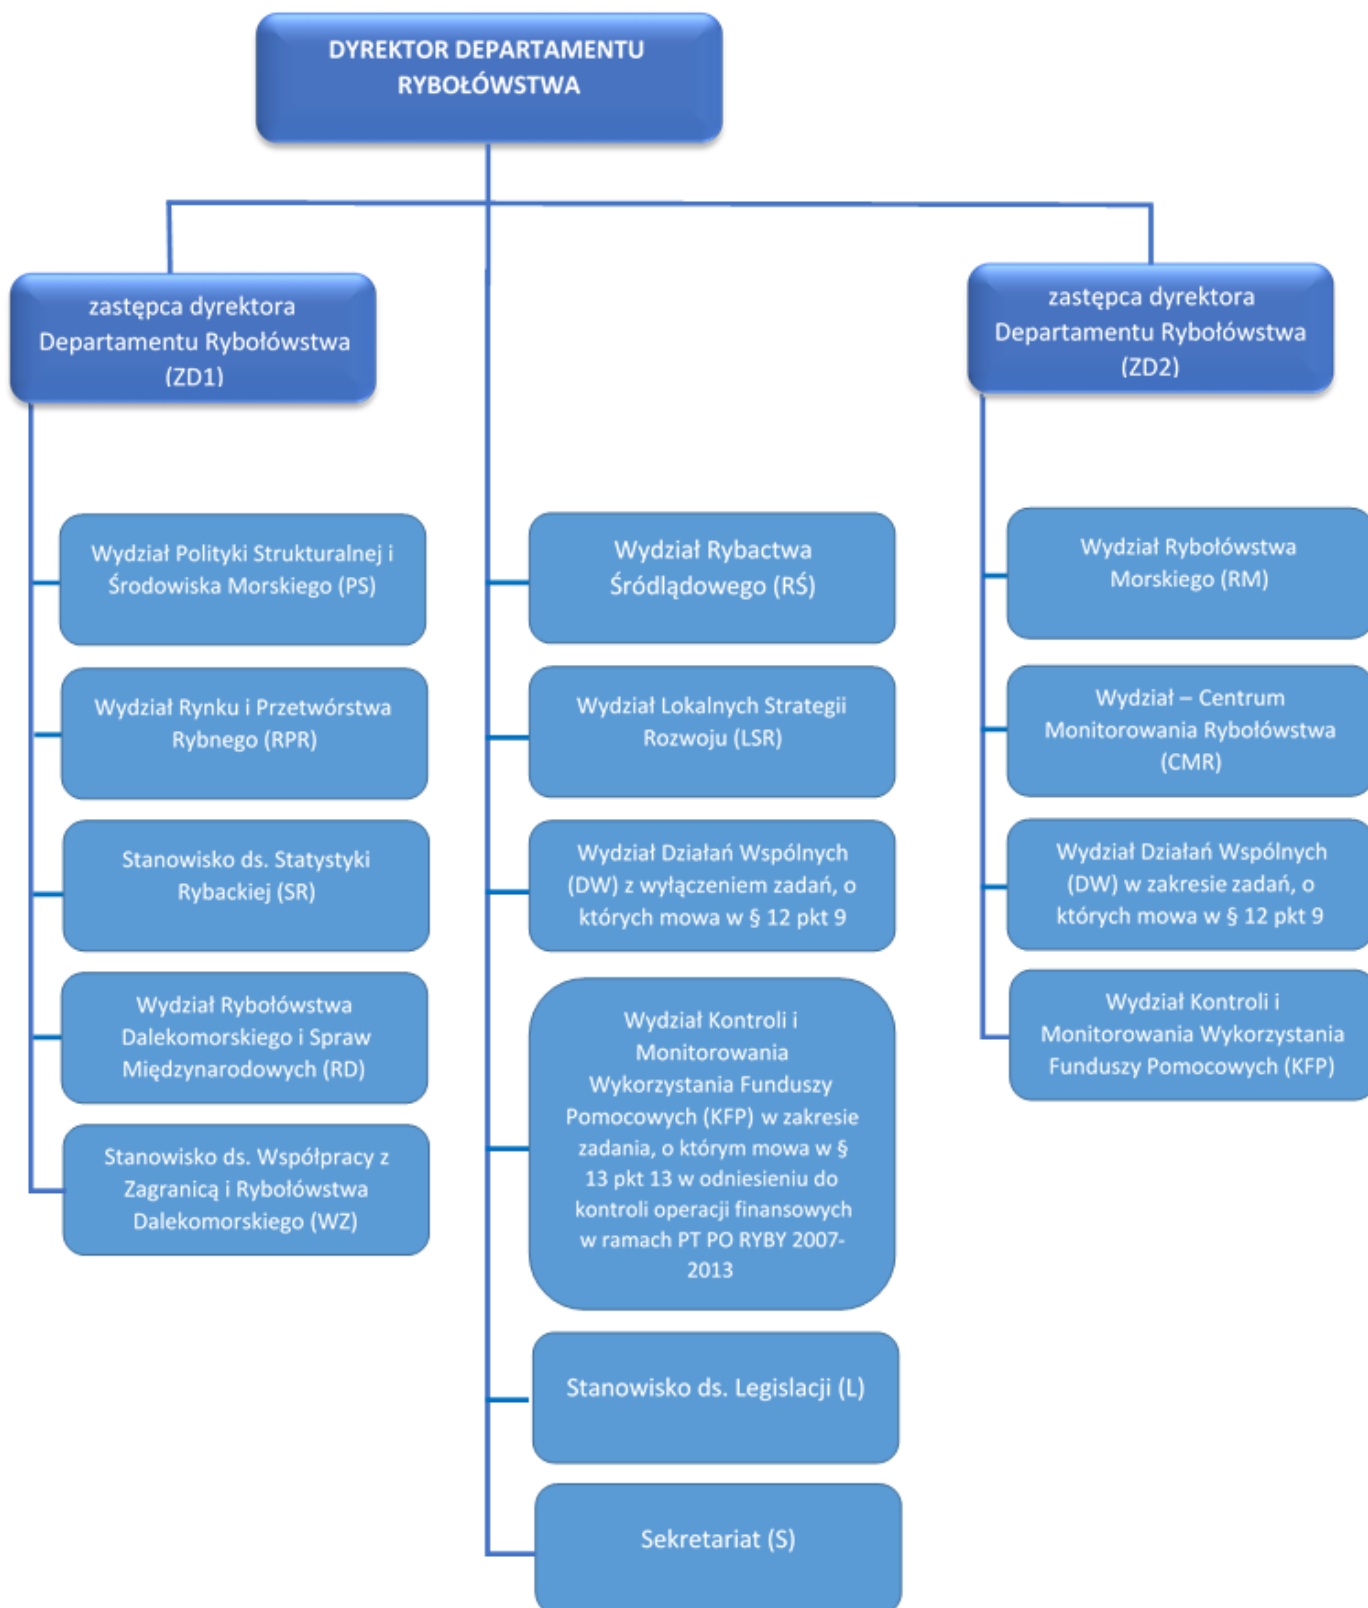 DYREKTOR DEPARTAMENTU
RYBOŁÓWSTWA
zastępca dyrektora
Departamentu Rybołówstwa
(ZD1)
zastępca dyrektora
Departamentu Rybołówstwa
(ZD2)
Wydział Polityki Strukturalnej i
Środowiska Morskiego (PS)
Wydział Rynku i Przetwórstwa
Rybnego (RPR)
Stanowisko ds. Statystyki
Rybackiej (SR)
Wydział Rybołówstwa
Dalekomorskiego i Spraw
Międzynarodowych (RD)
Stanowisko ds. Współpracy z
Zagranicą i Rybołówstwa
Dalekomorskiego (WZ)
Wydział Rybactwa
Śródlądowego (RŚ)
Wydział Lokalnych Strategii
Rozwoju (LSR)
Wydział Działań Wspólnych
(DW) z wyłączeniem zadań, o
których mowa w § 12 pkt 9
Wydział Kontroli i
Monitorowania
Wykorzystania Funduszy
Pomocowych (KFP) w zakresie
zadania, o którym mowa w §
13 pkt 13 w odniesieniu do
kontroli operacji finansowych
w ramach PT PO RYBY 2007-
2013
Stanowisko ds. Legislacji (L)
Sekretariat (S)
Wydział Rybołówstwa
Morskiego (RM)
Wydział – Centrum
Monitorowania Rybołówstwa
(CMR)
Wydział Działań Wspólnych
(DW) w zakresie zadań, o
których mowa w § 12 pkt 9
Wydział Kontroli i
Monitorowania Wykorzystania
Funduszy Pomocowych (KFP)